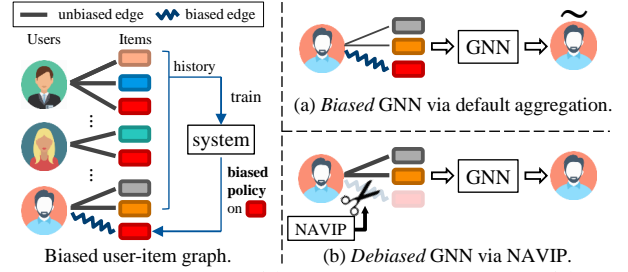 unbiased edge
biased edge
Users
Items
history
train
system
biased
policy
on
Biased user-item graph.
GNN
~
(a) Biased GNN via default aggregation.
GNN
NAVIP
(b) Debiased GNN via NAVIP.